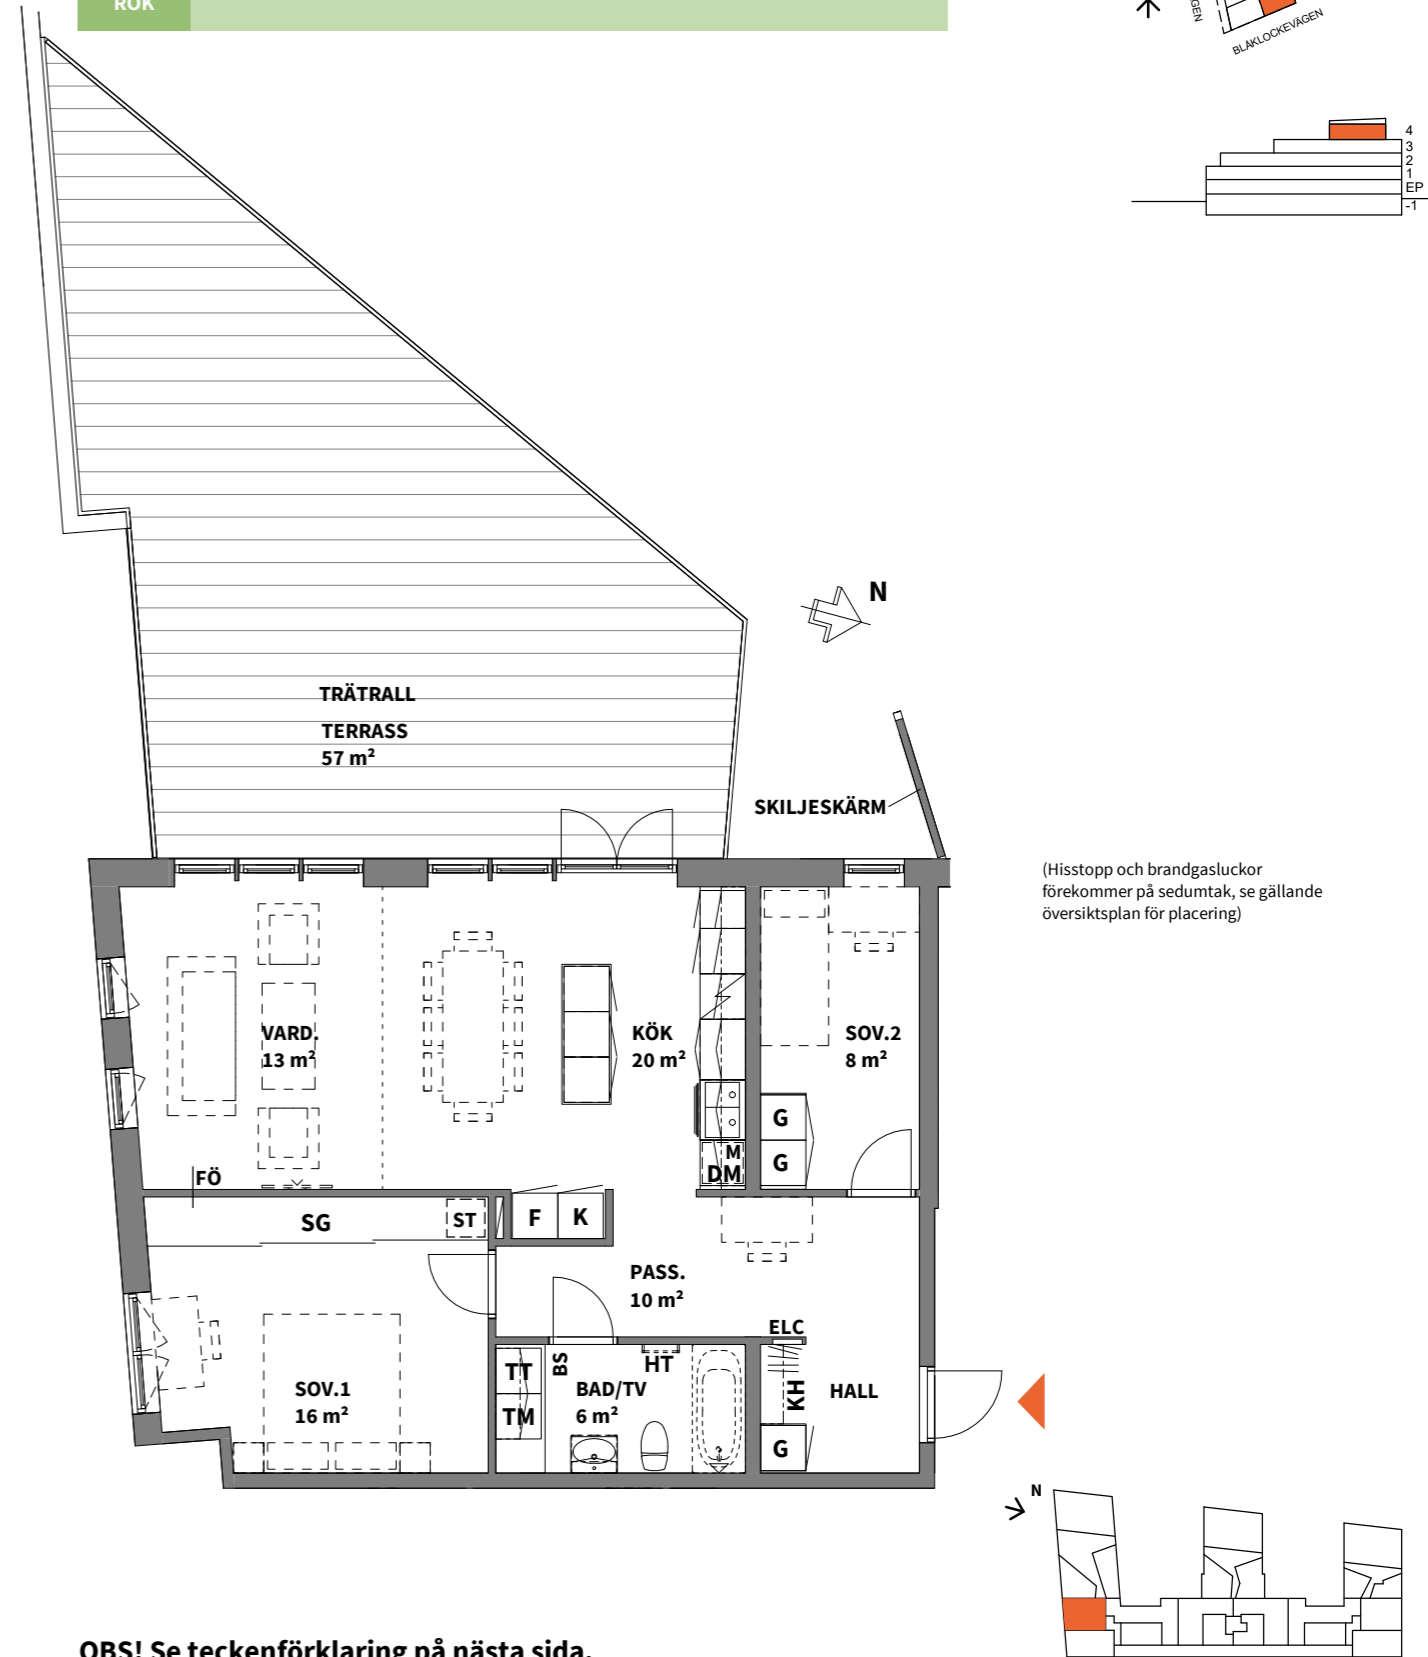 ROK
GEN
BLÅKLOCKEVÄGEN
4
3
2
1
EP
-1
N
TRÄTRALL
TERRASS
57 m²
SKILJESKÄRM
(Hisstopp och brandgasluckor
förekommer på sedumtak, se gällande
översiktsplan för placering)
VARD.
13 m²
KÖK
20 m²
SOV.2
8 m²
G
G
M
DM
FÖ
SG
ST
F
K
PASS.
10 m²
ELC
SOV.1
16 m²
TT
TM
BS
BAD/TV
6 m²
HT
KH
G
HALL
N
OBS! Se teckenförklaring på nästa sida.